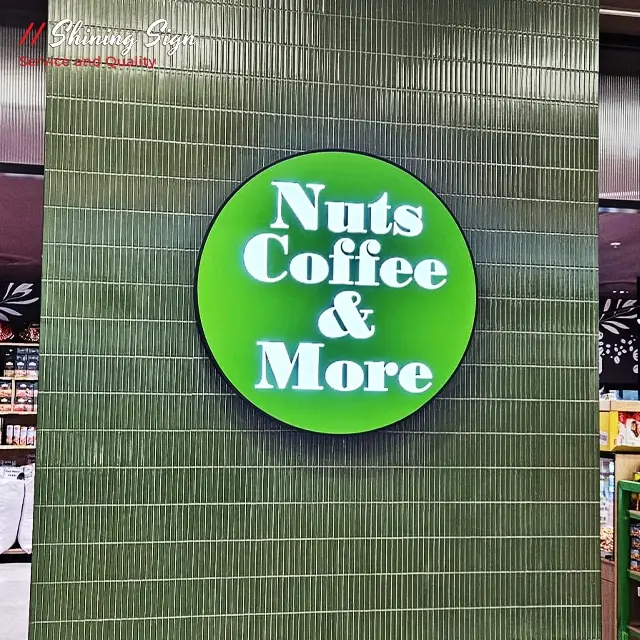 // Shining Sign
Service and Quality
Nuts
Coffee
&
More